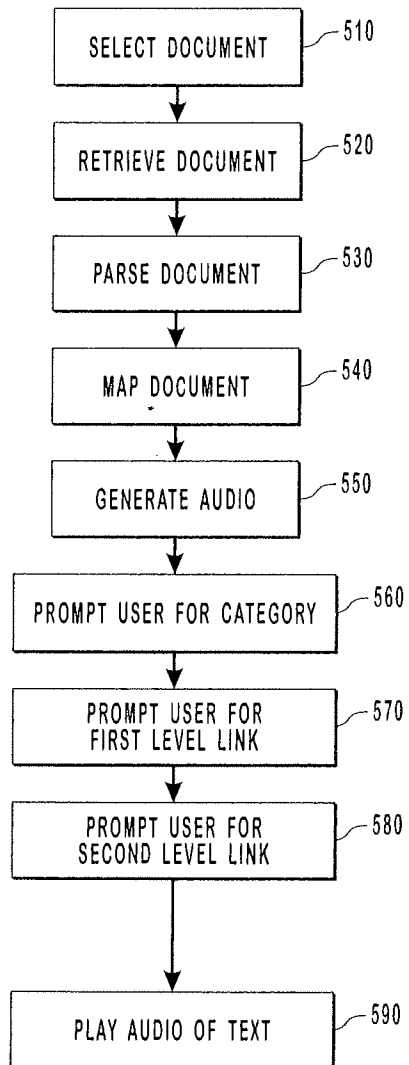 SELECT DOCUMENT
510
RETRIEVE DOCUMENT
520
PARSE DOCUMENT
530
MAP DOCUMENT
540
GENERATE AUDIO
550
PROMPT USER FOR CATEGORY
560
PROMPT USER FOR
FIRST LEVEL LINK
570
PROMPT USER FOR
SECOND LEVEL LINK
580
PLAY AUDIO OF TEXT
590